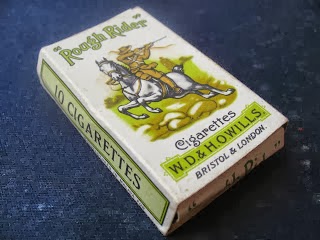 "Rough Rider"
Cigarettes
W.D. & H.O. WILLS.
BRISTOL & LONDON.
10 CIGARETTES